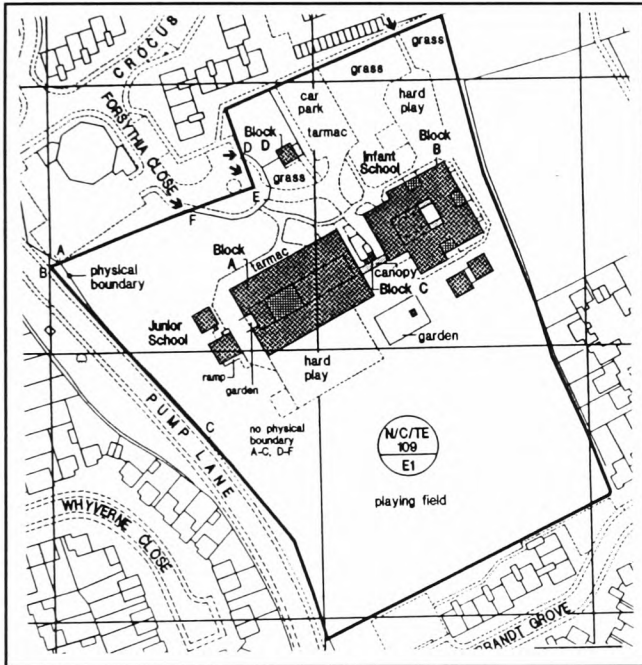 CROCUS
FORSYTHIA CLOSE
grass
grass
car
park
tarmac
hard
play
Block
D
D
grass
Infant
School
Block
B
E
F
A
B
physical
boundary
Block
A
tarmac
canopy
Block C
Junior
School
ramp
garden
hard
play
garden
C
no physical
boundary
A-C, D-F
N/C/TE
109
E1
playing field
PUMP LANE
WHYVERNE CLOSE
BRANDT GROVE